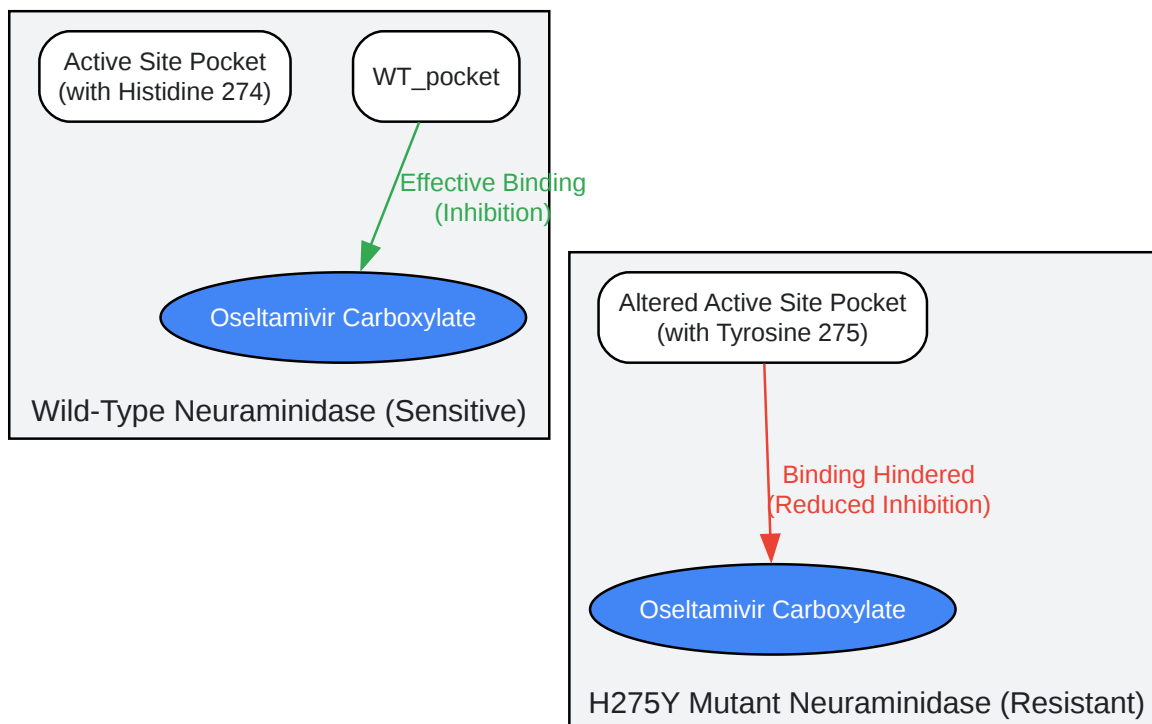 Active Site Pocket
(with Histidine 274)
WT_pocket
Effective Binding
(Inhibition)
Oseltamivir Carboxylate
Wild-Type Neuraminidase (Sensitive)
Altered Active Site Pocket
(with Tyrosine 275)
Binding Hindered
(Reduced Inhibition)
Oseltamivir Carboxylate
H275Y Mutant Neuraminidase (Resistant)